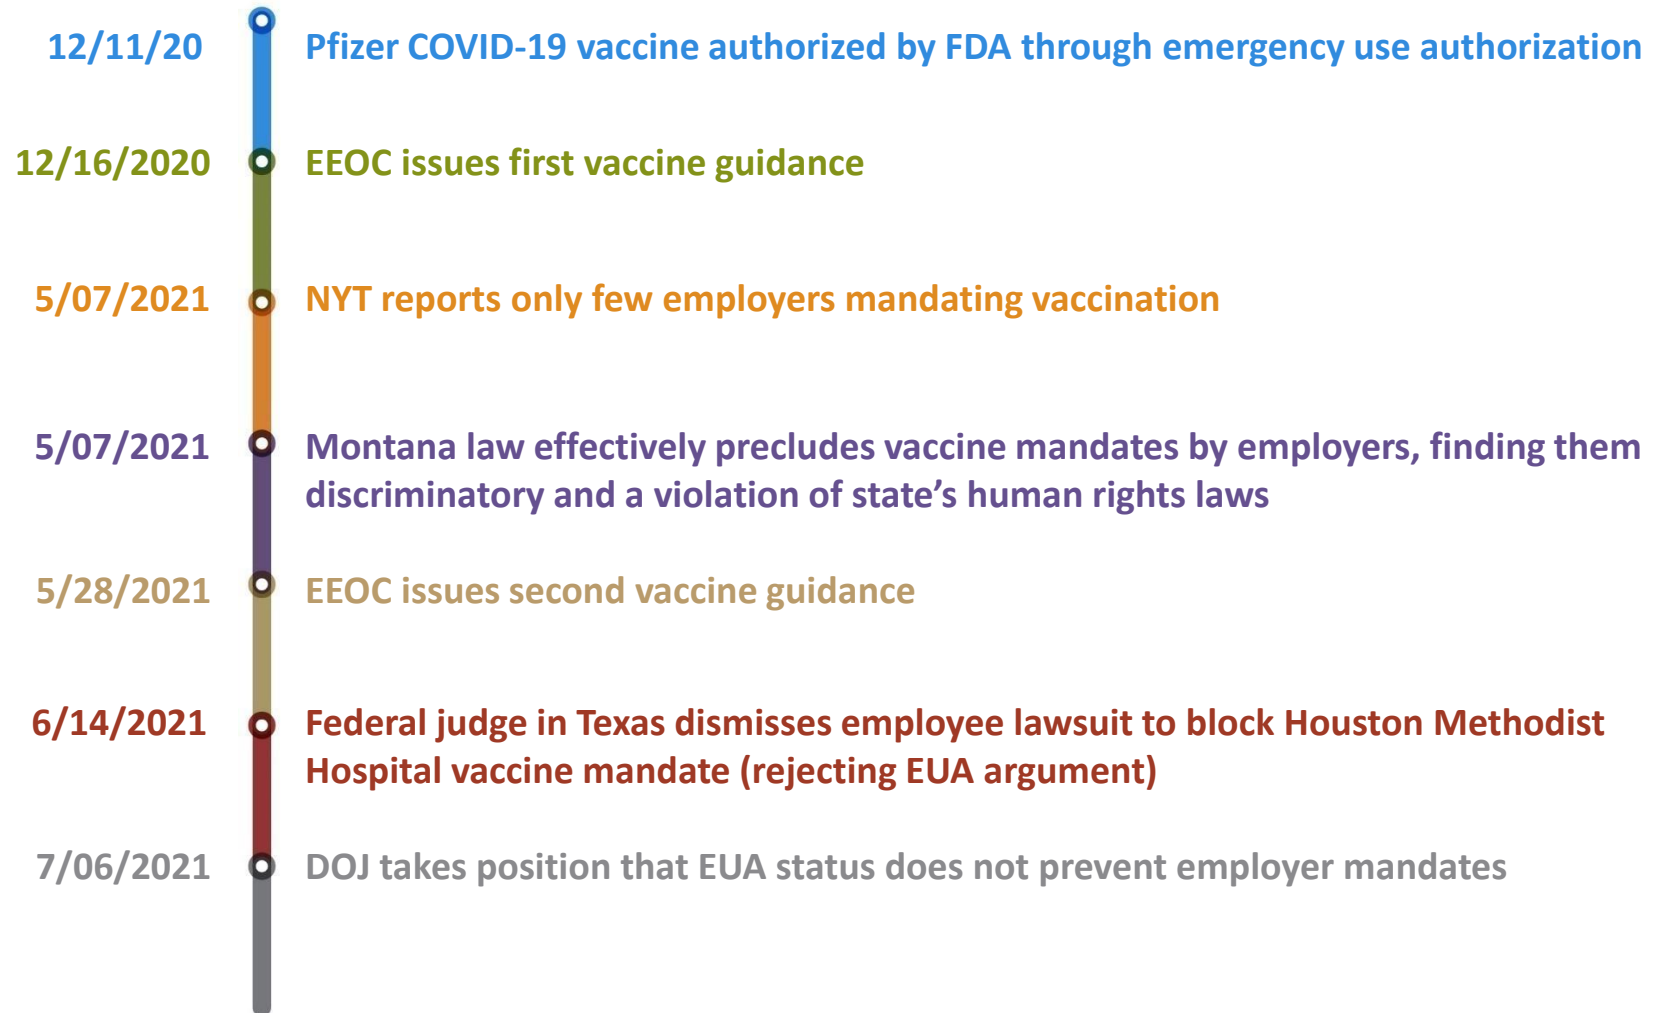 12/11/20 Pfizer COVID-19 vaccine authorized by FDA through emergency use authorization
12/16/2020 EEOC issues first vaccine guidance
5/07/2021 NYT reports only few employers mandating vaccination
5/07/2021 Montana law effectively precludes vaccine mandates by employers, finding them
discriminatory and a violation of state’s human rights laws
5/28/2021 EEOC issues second vaccine guidance
6/14/2021 Federal judge in Texas dismisses employee lawsuit to block Houston Methodist
Hospital vaccine mandate (rejecting EUA argument)
7/06/2021 DOJ takes position that EUA status does not prevent employer mandates